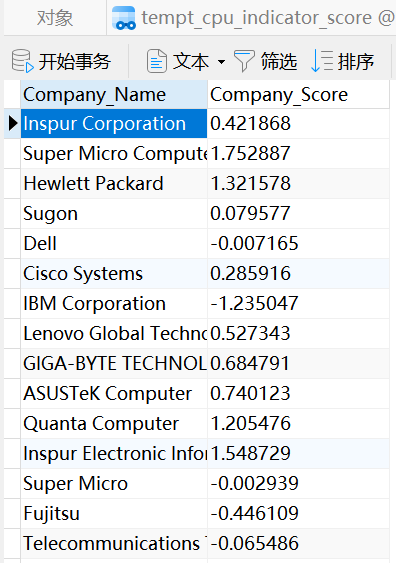 对象 tempt_cpu_indicator_score @
开始事务 文本 筛选 排序
Company_Name Company_Score
Inspur Corporation 0.421868
Super Micro Compute 1.752887
Hewlett Packard 1.321578
Sugon 0.079577
Dell -0.007165
Cisco Systems 0.285916
IBM Corporation -1.235047
Lenovo Global Techno 0.527343
GIGA-BYTE TECHNOL 0.684791
ASUSTeK Computer 0.740123
Quanta Computer 1.205476
Inspur Electronic Infor 1.548729
Super Micro -0.002939
Fujitsu -0.446109
Telecommunications T -0.065486